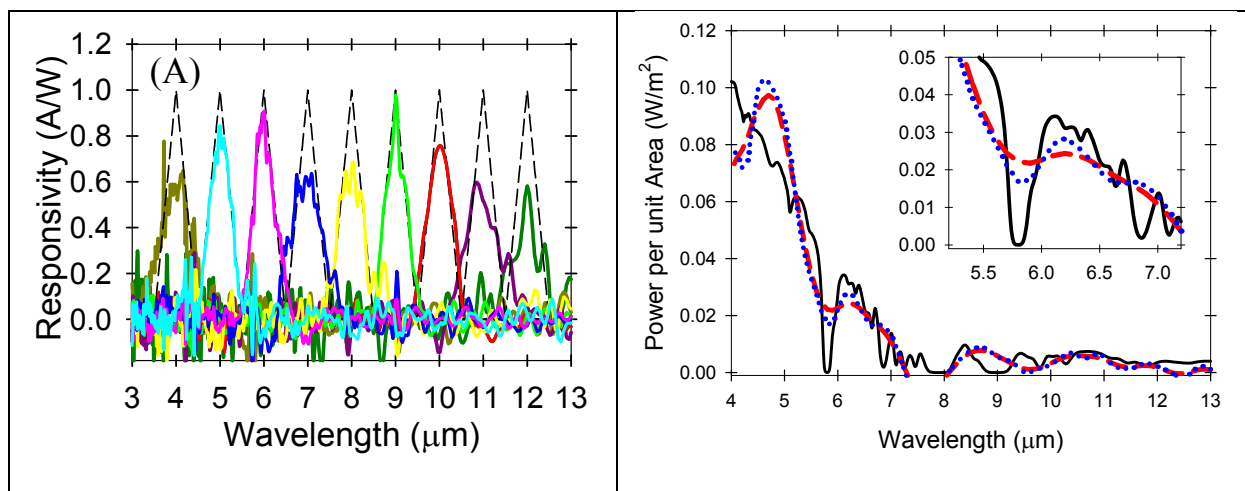 (A)
Responsivity (A/W)
1.2
1.0
0.8
0.6
0.4
0.2
0.0
3 4 5 6 7 8 9 10 11 12 13
Wavelength (μm)
Power per unit Area (W/m²)
0.12
0.10
0.08
0.06
0.04
0.02
0.00
4 5 6 7 8 9 10 11 12 13
Wavelength (μm)
0.05
0.04
0.03
0.02
0.01
0.00
5.5 6.0 6.5 7.0